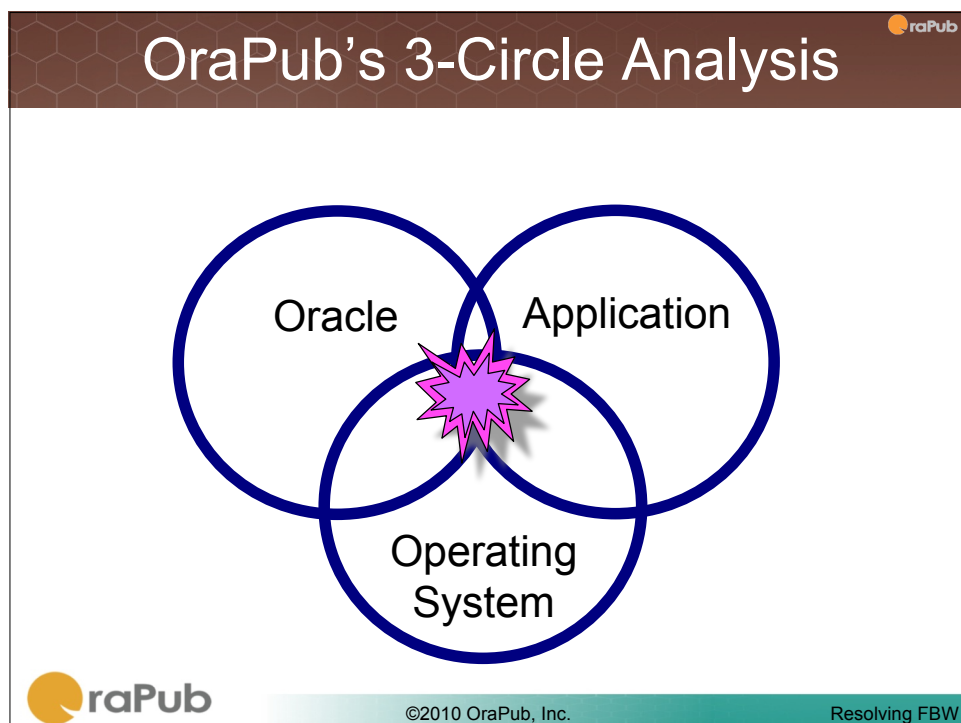 OraPub
OraPub's 3-Circle Analysis
Oracle
Application
Operating
System
OraPub
©2010 OraPub, Inc.
Resolving FBW